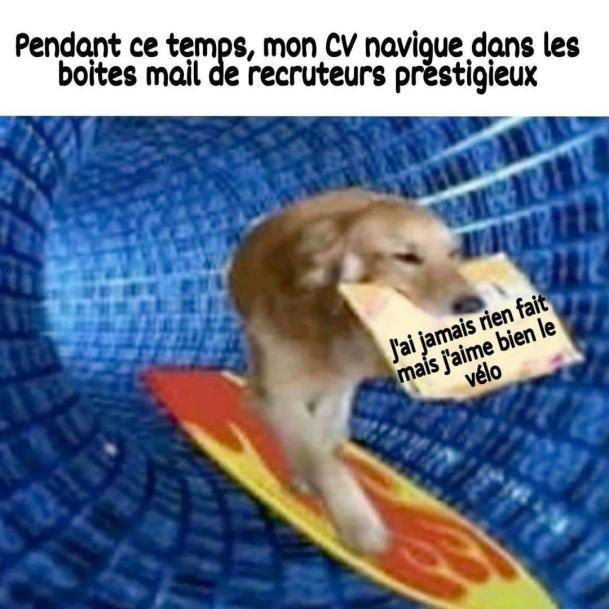 Pendant ce temps, mon CV navigue dans les
boites mail de recruteurs prestigieux
J'ai jamais rien fait
mais j'aime bien le
vélo